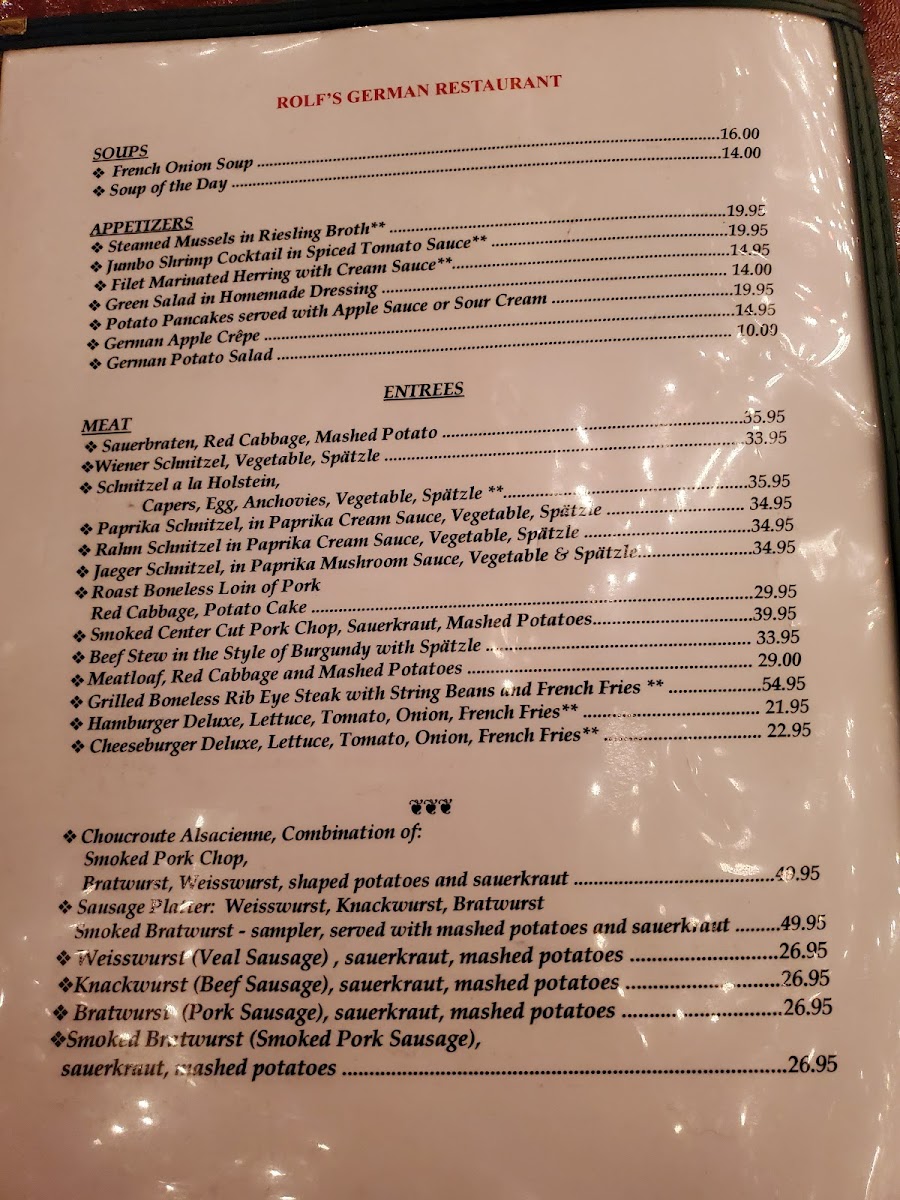 ROLF'S GERMAN RESTAURANT
SOUPS
❖ French Onion Soup ........ 16.00
❖ Soup of the Day ........ 14.00
APPETIZERS
❖ Steamed Mussels in Riesling Broth** ........ 19.95
❖ Jumbo Shrimp Cocktail in Spiced Tomato Sauce** ........ 19.95
❖ Filet Marinated Herring with Cream Sauce** ........ 14.95
❖ Green Salad in Homemade Dressing ........ 14.00
❖ Potato Pancakes served with Apple Sauce or Sour Cream ........ 19.95
❖ German Apple Crêpe ........ 14.95
❖ German Potato Salad ........ 10.00
ENTREES
MEAT
❖ Sauerbraten, Red Cabbage, Mashed Potato ........ 35.95
❖Wiener Schnitzel, Vegetable, Spätzle ........ 33.95
❖ Schnitzel a la Holstein,
Capers, Egg, Anchovies, Vegetable, Spätzle ** ........ 35.95
❖ Paprika Schnitzel, in Paprika Cream Sauce, Vegetable, Spätzle ........ 34.95
❖ Rahm Schnitzel in Paprika Cream Sauce, Vegetable, Spätzle ........ 34.95
❖ Jaeger Schnitzel, in Paprika Mushroom Sauce, Vegetable & Spätzle ........ 34.95
❖ Roast Boneless Loin of Pork
Red Cabbage, Potato Cake ........ 29.95
❖ Smoked Center Cut Pork Chop, Sauerkraut, Mashed Potatoes ........ 39.95
❖ Beef Stew in the Style of Burgundy with Spätzle ........ 33.95
❖ Meatloaf, Red Cabbage and Mashed Potatoes ........ 29.00
❖ Grilled Boneless Rib Eye Steak with String Beans and French Fries ** ........ 54.95
❖ Hamburger Deluxe, Lettuce, Tomato, Onion, French Fries** ........ 21.95
❖ Cheeseburger Deluxe, Lettuce, Tomato, Onion, French Fries** ........ 22.95
❖ Choucroute Alsacienne, Combination of:
Smoked Pork Chop,
Bratwurst, Weisswurst, shaped potatoes and sauerkraut ........
❖ Sausage Platter: Weisswurst, Knackwurst, Bratwurst
Smoked Bratwurst - sampler, served with mashed potatoes and sauerkraut ........ 49.95
❖ Weisswurst (Veal Sausage) , sauerkraut, mashed potatoes ........ 26.95
❖Knackwurst (Beef Sausage), sauerkraut, mashed potatoes ........ 26.95
❖ Bratwurst (Pork Sausage), sauerkraut, mashed potatoes ........ 26.95
❖Smoked Bratwurst (Smoked Pork Sausage),
sauerkraut, mashed potatoes ........ 26.95